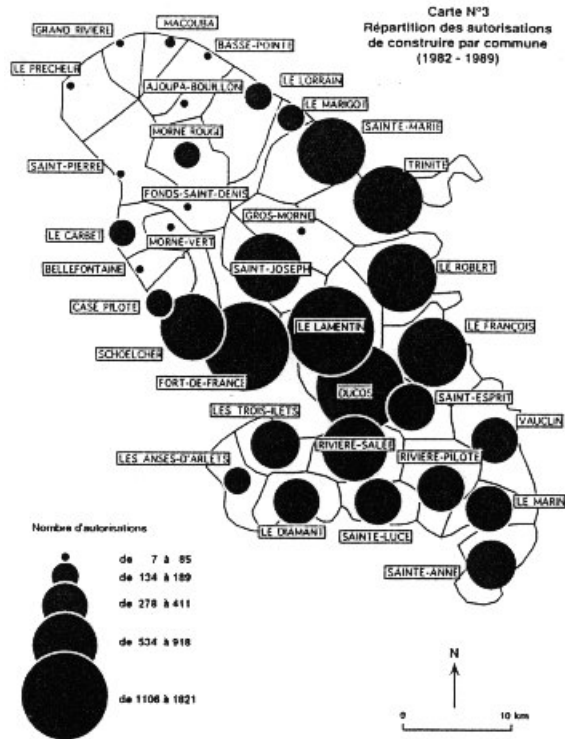 Carte N°3
Répartition des autorisations
de construire par commune
(1982 - 1989)
GRAND RIVIERE
MACOUBA
BASSE-POINTE
LE PRECHEUR
AJOUPA-BOUILLON
LE LORRAIN
LE MARIGOT
SAINTE-MARIE
MORNE ROUGE
TRINITE
SAINT-PIERRE
FONDS-SAINT-DENIS
GROS-MORNE
LE CARBET
MORNE-VERT
BELLEFONTAINE
SAINT-JOSEPH
LE ROBERT
CASE PILOTE
LE LAMENTIN
LE FRANÇOIS
SCHOELCHER
FORT-DE-FRANCE
DUCOS
SAINT-ESPRIT
LES TROIS-ILETS
VAUCLIN
RIVIERE-SALEE
RIVIERE-PILOTE
LES ANSES-D'ARLETS
LE MARIN
LE DIAMANT
SAINTE-LUCE
SAINTE-ANNE
Nombre d'autorisations
de 7 à 85
de 134 à 189
de 278 à 411
de 534 à 918
de 1106 à 1821
N
0 10 km